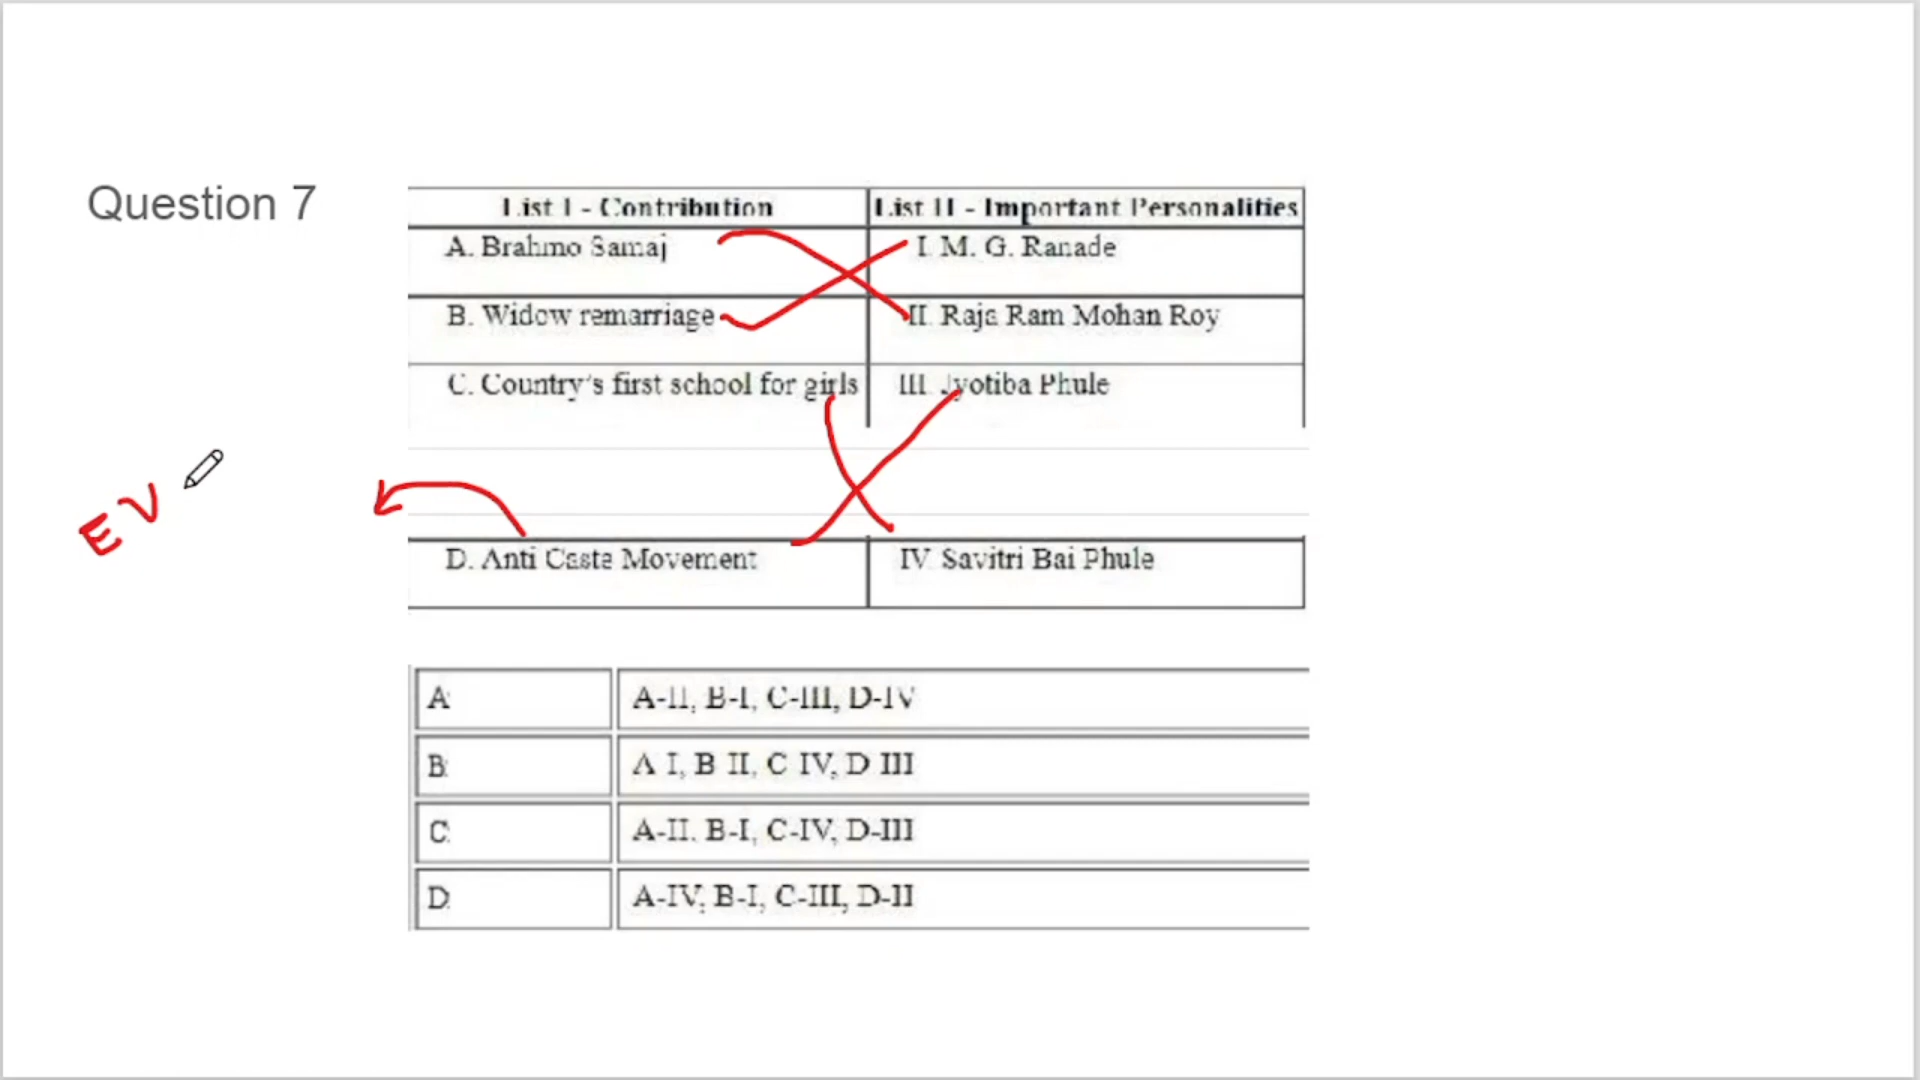 Question 7
List I - Contribution List II - Important Personalities
A. Brahmo Samaj I. M. G. Ranade
B. Widow remarriage II. Raja Ram Mohan Roy
C. Country's first school for girls III. Jyotiba Phule
E V
D. Anti Caste Movement IV. Savitri Bai Phule
A: A-II, B-I, C-III, D-IV
B: A I, B II, C IV, D III
C: A-II, B-I, C-IV, D-III
D: A-IV, B-I, C-III, D-II